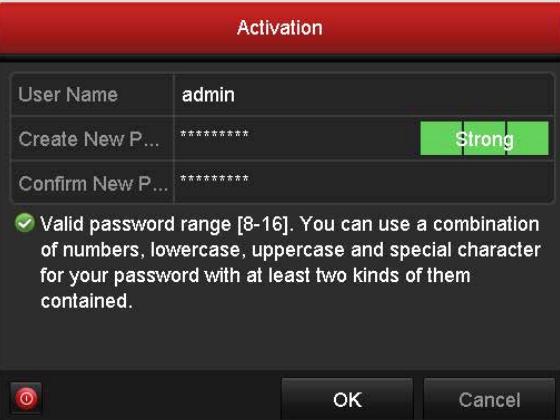 Activation
User Name admin
Create New P... ********* Strong
Confirm New P... *********
Valid password range [8-16]. You can use a combination
of numbers, lowercase, uppercase and special character
for your password with at least two kinds of them
contained.
OK Cancel